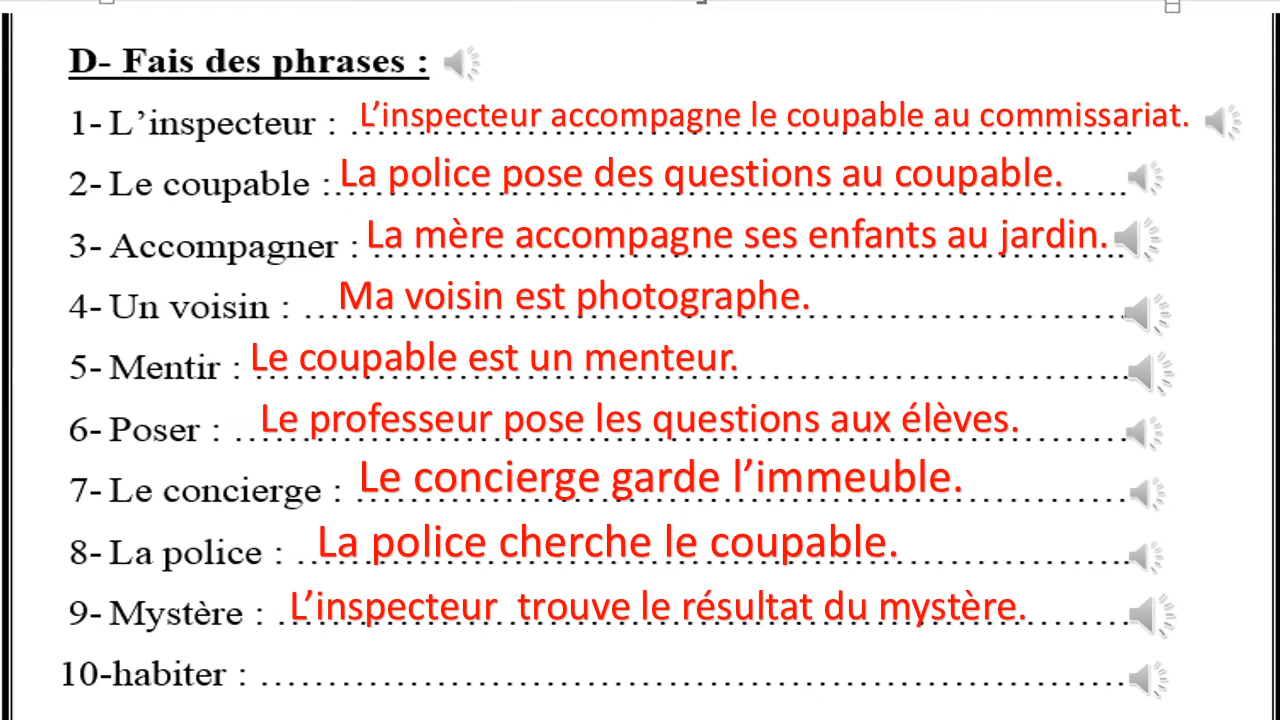 D- Fais des phrases :
1- L’inspecteur : L’inspecteur accompagne le coupable au commissariat.
2- Le coupable : La police pose des questions au coupable.
3- Accompagner : La mère accompagne ses enfants au jardin.
4- Un voisin : Ma voisin est photographe.
5- Mentir : Le coupable est un menteur.
6- Poser : Le professeur pose les questions aux élèves.
7- Le concierge : Le concierge garde l’immeuble.
8- La police : La police cherche le coupable.
9- Mystère : L’inspecteur trouve le résultat du mystère.
10-habiter : ..........................................................................